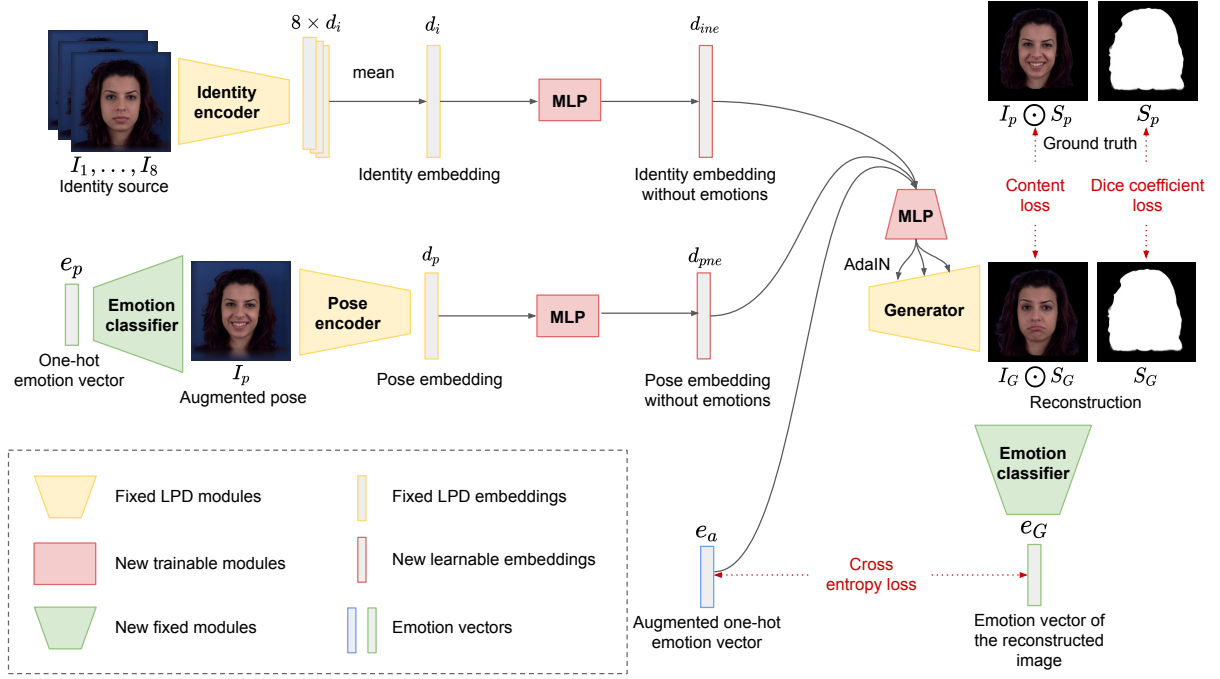 8 × d_i
d_i
d_ine
Identity
encoder
mean
MLP
I_1, . . . , I_8
Identity source
Identity embedding
Identity embedding
without emotions
I_p ⊙ S_p
S_p
Ground truth
Content
loss
Dice coefficient
loss
MLP
AdaIN
Generator
e_p
Emotion
classifier
Pose
encoder
d_p
MLP
d_pne
One-hot
emotion vector
I_p
Augmented pose
Pose embedding
Pose embedding
without emotions
I_G ⊙ S_G
S_G
Reconstruction
Emotion
classifier
Fixed LPD modules
Fixed LPD embeddings
New trainable modules
New learnable embeddings
New fixed modules
Emotion vectors
e_a
Cross
entropy loss
e_G
Augmented one-hot
emotion vector
Emotion vector of
the reconstructed
image